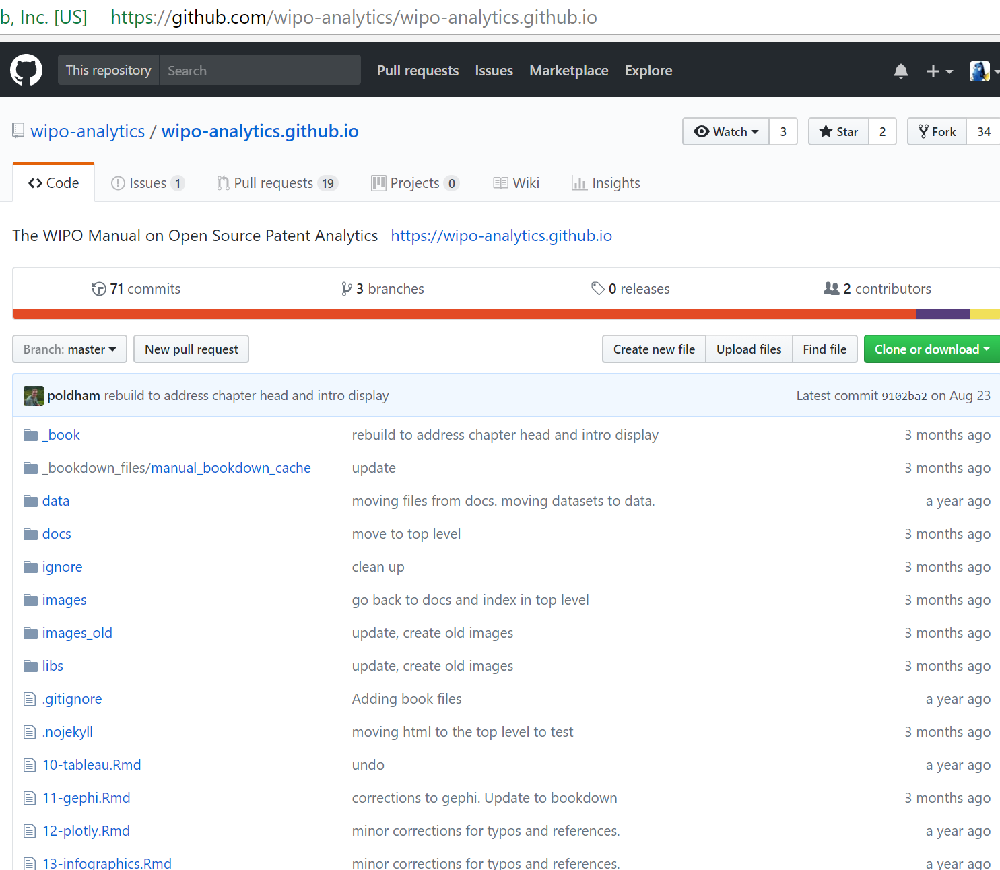 b, Inc. [US] https://github.com/wipo-analytics/wipo-analytics.github.io
This repository Search Pull requests Issues Marketplace Explore
wipo-analytics / wipo-analytics.github.io Watch 3 Star 2 Fork 34
Code Issues 1 Pull requests 19 Projects 0 Wiki Insights
The WIPO Manual on Open Source Patent Analytics https://wipo-analytics.github.io
71 commits 3 branches 0 releases 2 contributors
Branch: master New pull request Create new file Upload files Find file Clone or download
poldham rebuild to address chapter head and intro display Latest commit 9102ba2 on Aug 23
_book rebuild to address chapter head and intro display 3 months ago
_bookdown_files/manual_bookdown_cache update 3 months ago
data moving files from docs. moving datasets to data. a year ago
docs move to top level 3 months ago
ignore clean up 3 months ago
images go back to docs and index in top level 3 months ago
images_old update, create old images 3 months ago
libs update, create old images 3 months ago
.gitignore Adding book files a year ago
.nojekyll moving html to the top level to test 3 months ago
10-tableau.Rmd undo a year ago
11-gephi.Rmd corrections to gephi. Update to bookdown 3 months ago
12-plotly.Rmd minor corrections for typos and references. a year ago
13-infographics.Rmd minor corrections for typos and references. a year ago